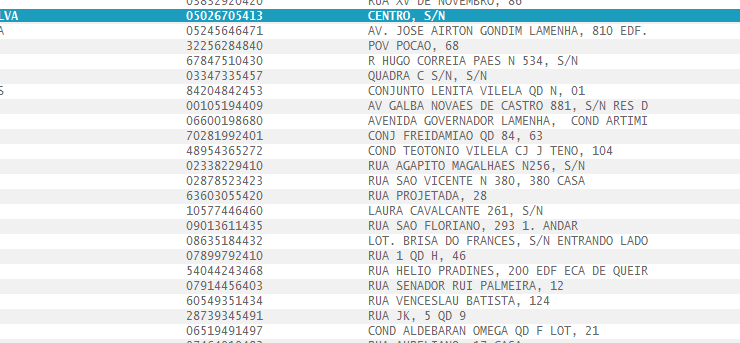 05852920420 RUA XV DE NOVEMBRO, 86
LVA 05026705413 CENTRO, S/N
A 05245646471 AV. JOSE AIRTON GONDIM LAMENHA, 810 EDF.
32256284840 POV POCAO, 68
67847510430 R HUGO CORREIA PAES N 534, S/N
03347335457 QUADRA C S/N, S/N
S 84204842453 CONJUNTO LENITA VILELA QD N, 01
00105194409 AV GALBA NOVAES DE CASTRO 881, S/N RES D
06600198680 AVENIDA GOVERNADOR LAMENHA,  COND ARTIMI
70281992401 CONJ FREIDAMIAO QD 84, 63
48954365272 COND TEOTONIO VILELA CJ J TENO, 104
02338229410 RUA AGAPITO MAGALHAES N256, S/N
02878523423 RUA SAO VICENTE N 380, 380 CASA
63603055420 RUA PROJETADA, 28
10577446460 LAURA CAVALCANTE 261, S/N
09013611435 RUA SAO FLORIANO, 293 1. ANDAR
08635184432 LOT. BRISA DO FRANCES, S/N ENTRANDO LADO
07899792410 RUA 1 QD H, 46
54044243468 RUA HELIO PRADINES, 200 EDF ECA DE QUEIR
07914456403 RUA SENADOR RUI PALMEIRA, 12
60549351434 RUA VENCESLAU BATISTA, 124
28739345491 RUA JK, 5 QD 9
06519491497 COND ALDEBARAN OMEGA QD F LOT, 21